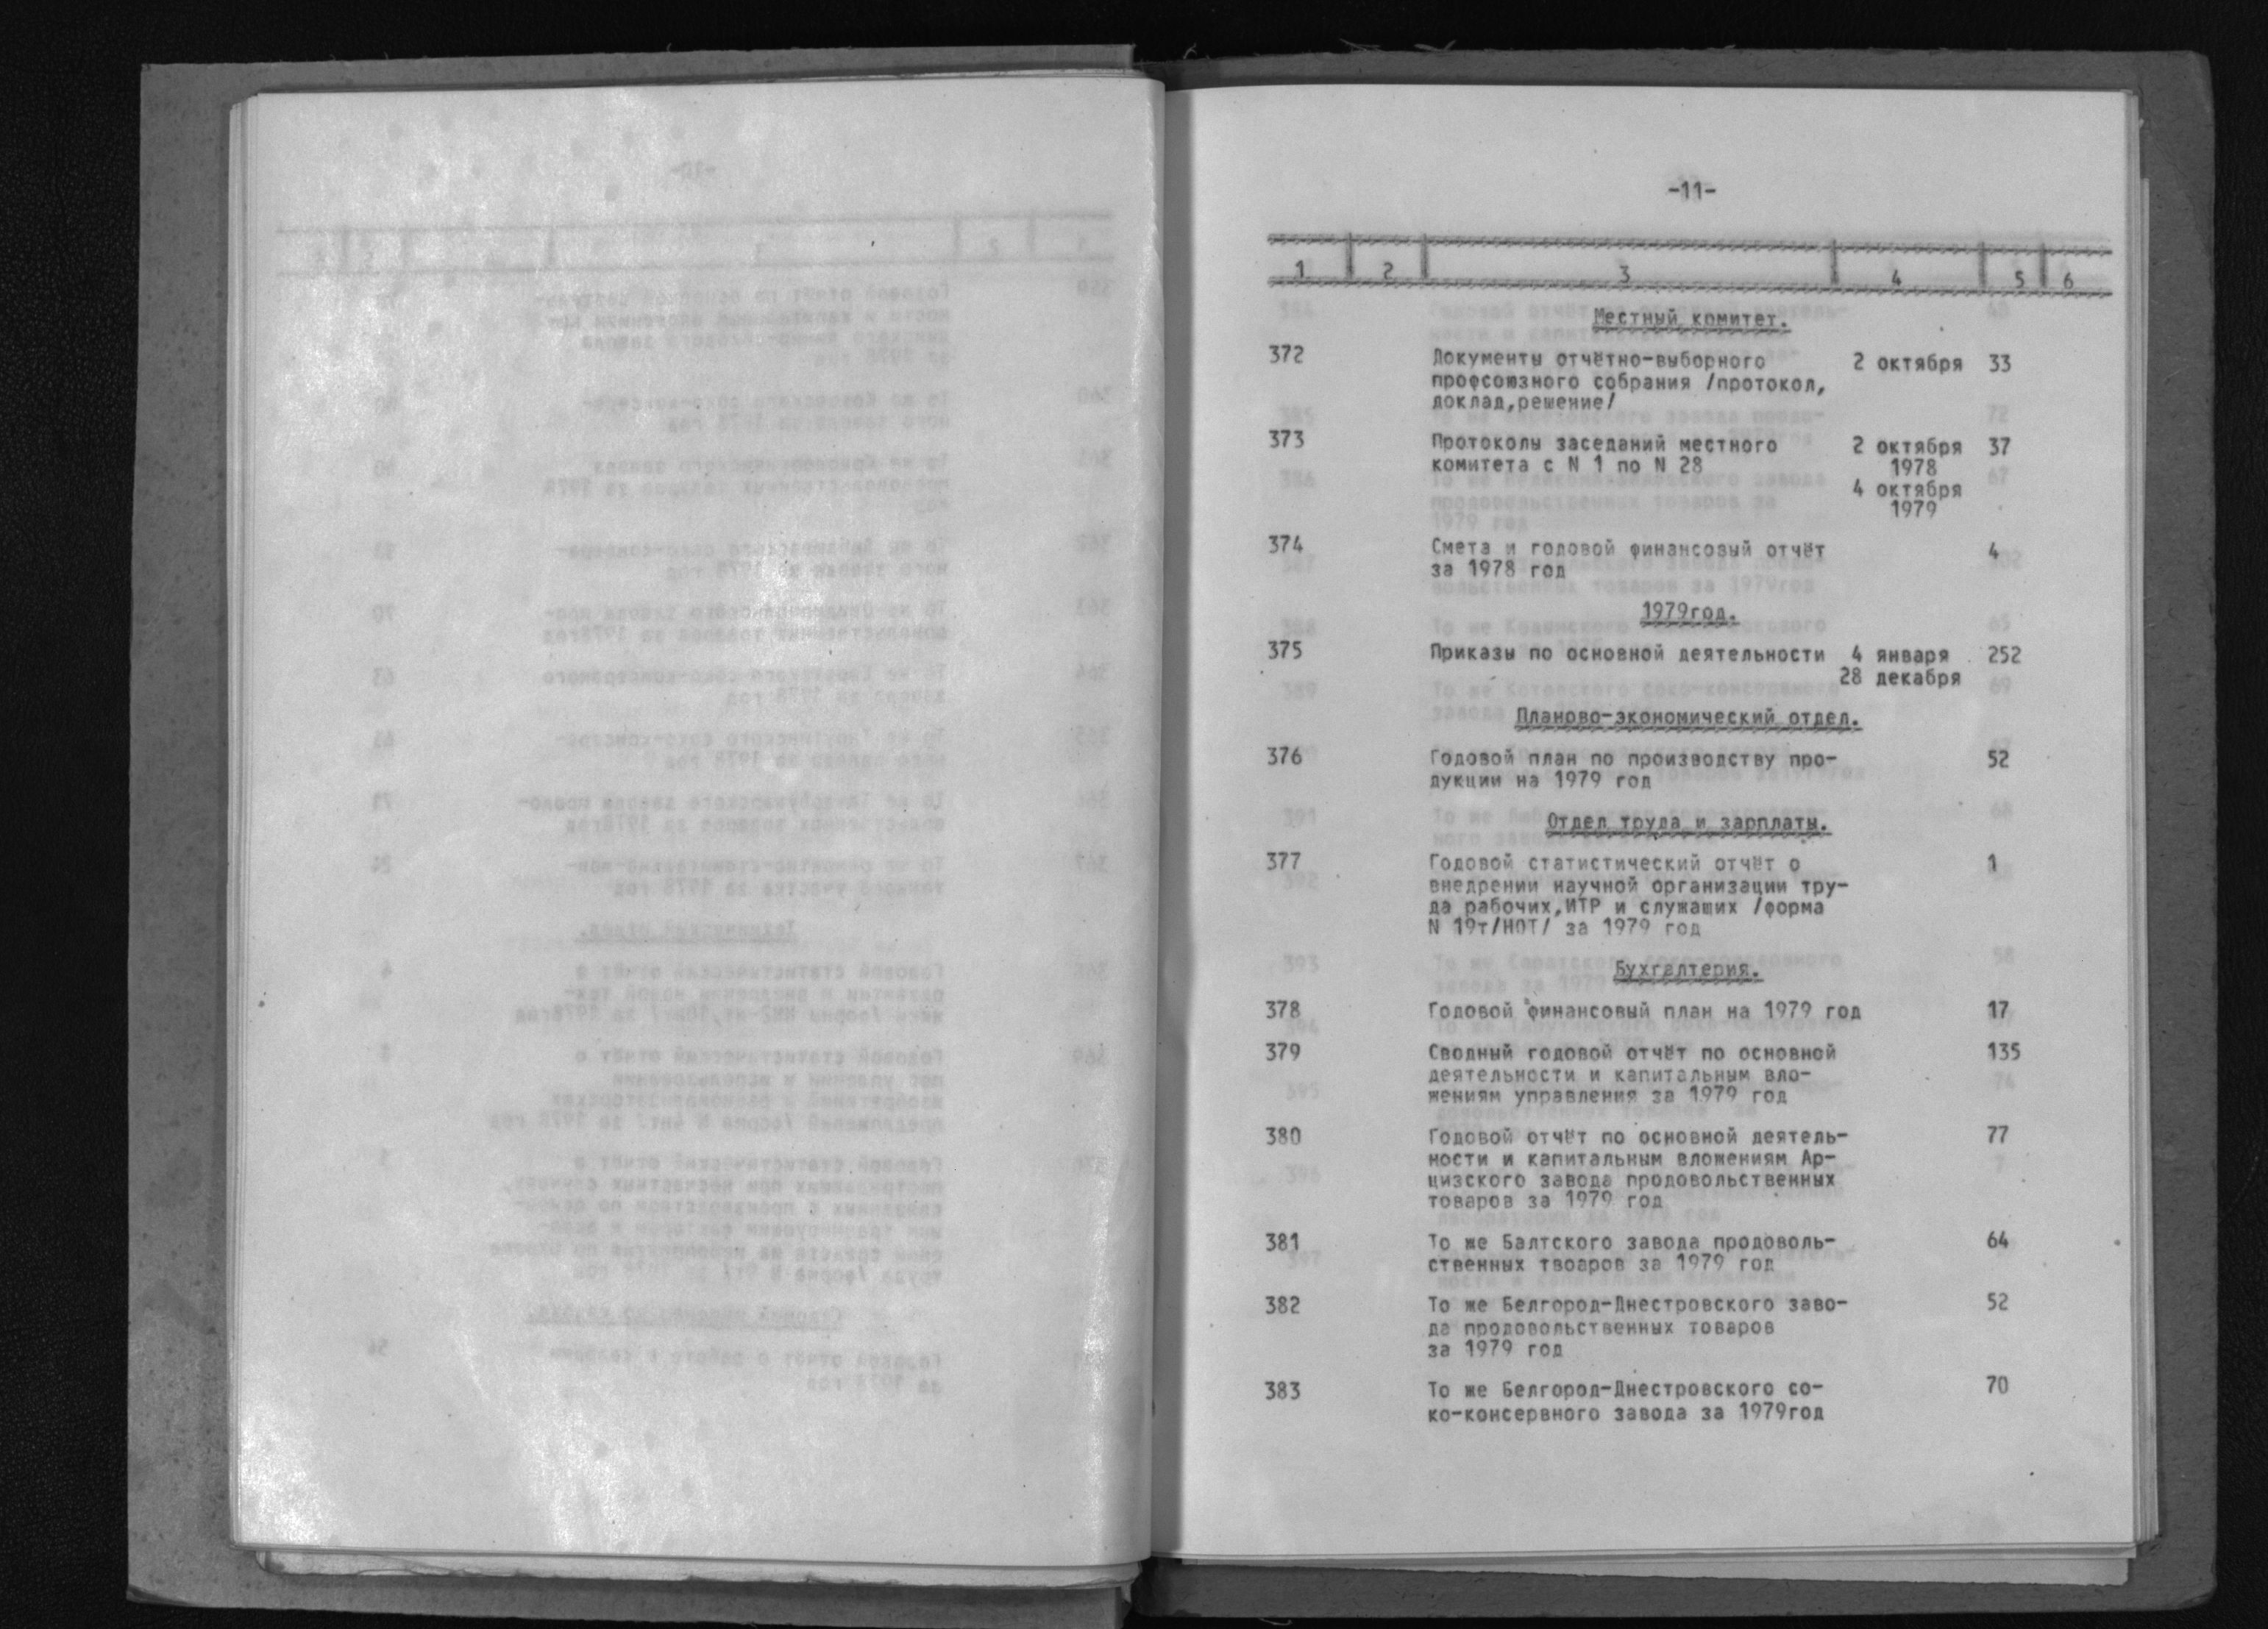 -11-
1 2 3 4 5 6
Местный комитет.
372 Документы отчётно-выборного 2 октября 33
профсоюзного собрания /протокол,
доклад,решение/
373 Протоколы заседаний местного 2 октября 37
комитета с N 1 по N 28 1978
4 октября
1979
374 Смета и годовой финансовый отчёт 4
за 1978 год
1979год.
375 Приказы по основной деятельности 4 января 252
28 декабря
Планово-экономический отдел.
376 Годовой план по производству про- 52
дукции на 1979 год
Отдел труда и зарплаты.
377 Годовой статистический отчёт о 1
внедрении научной организации тру-
да рабочих,ИТР и служащих /форма
N 19т/НОТ/ за 1979 год
Бухгалтерия.
378 Годовой финансовый план на 1979 год 17
379 Сводный годовой отчёт по основной 135
деятельности и капитальным вло-
жениям управления за 1979 год
380 Годовой отчёт по основной деятель- 77
ности и капитальным вложениям Ар-
цизского завода продовольственных
товаров за 1979 год
381 То же Балтского завода продоволь- 64
ственных твоаров за 1979 год
382 То же Белгород-Днестровского заво- 52
да продовольственных товаров
за 1979 год
383 То же Белгород-Днестровского со- 70
ко-консервного завода за 1979год